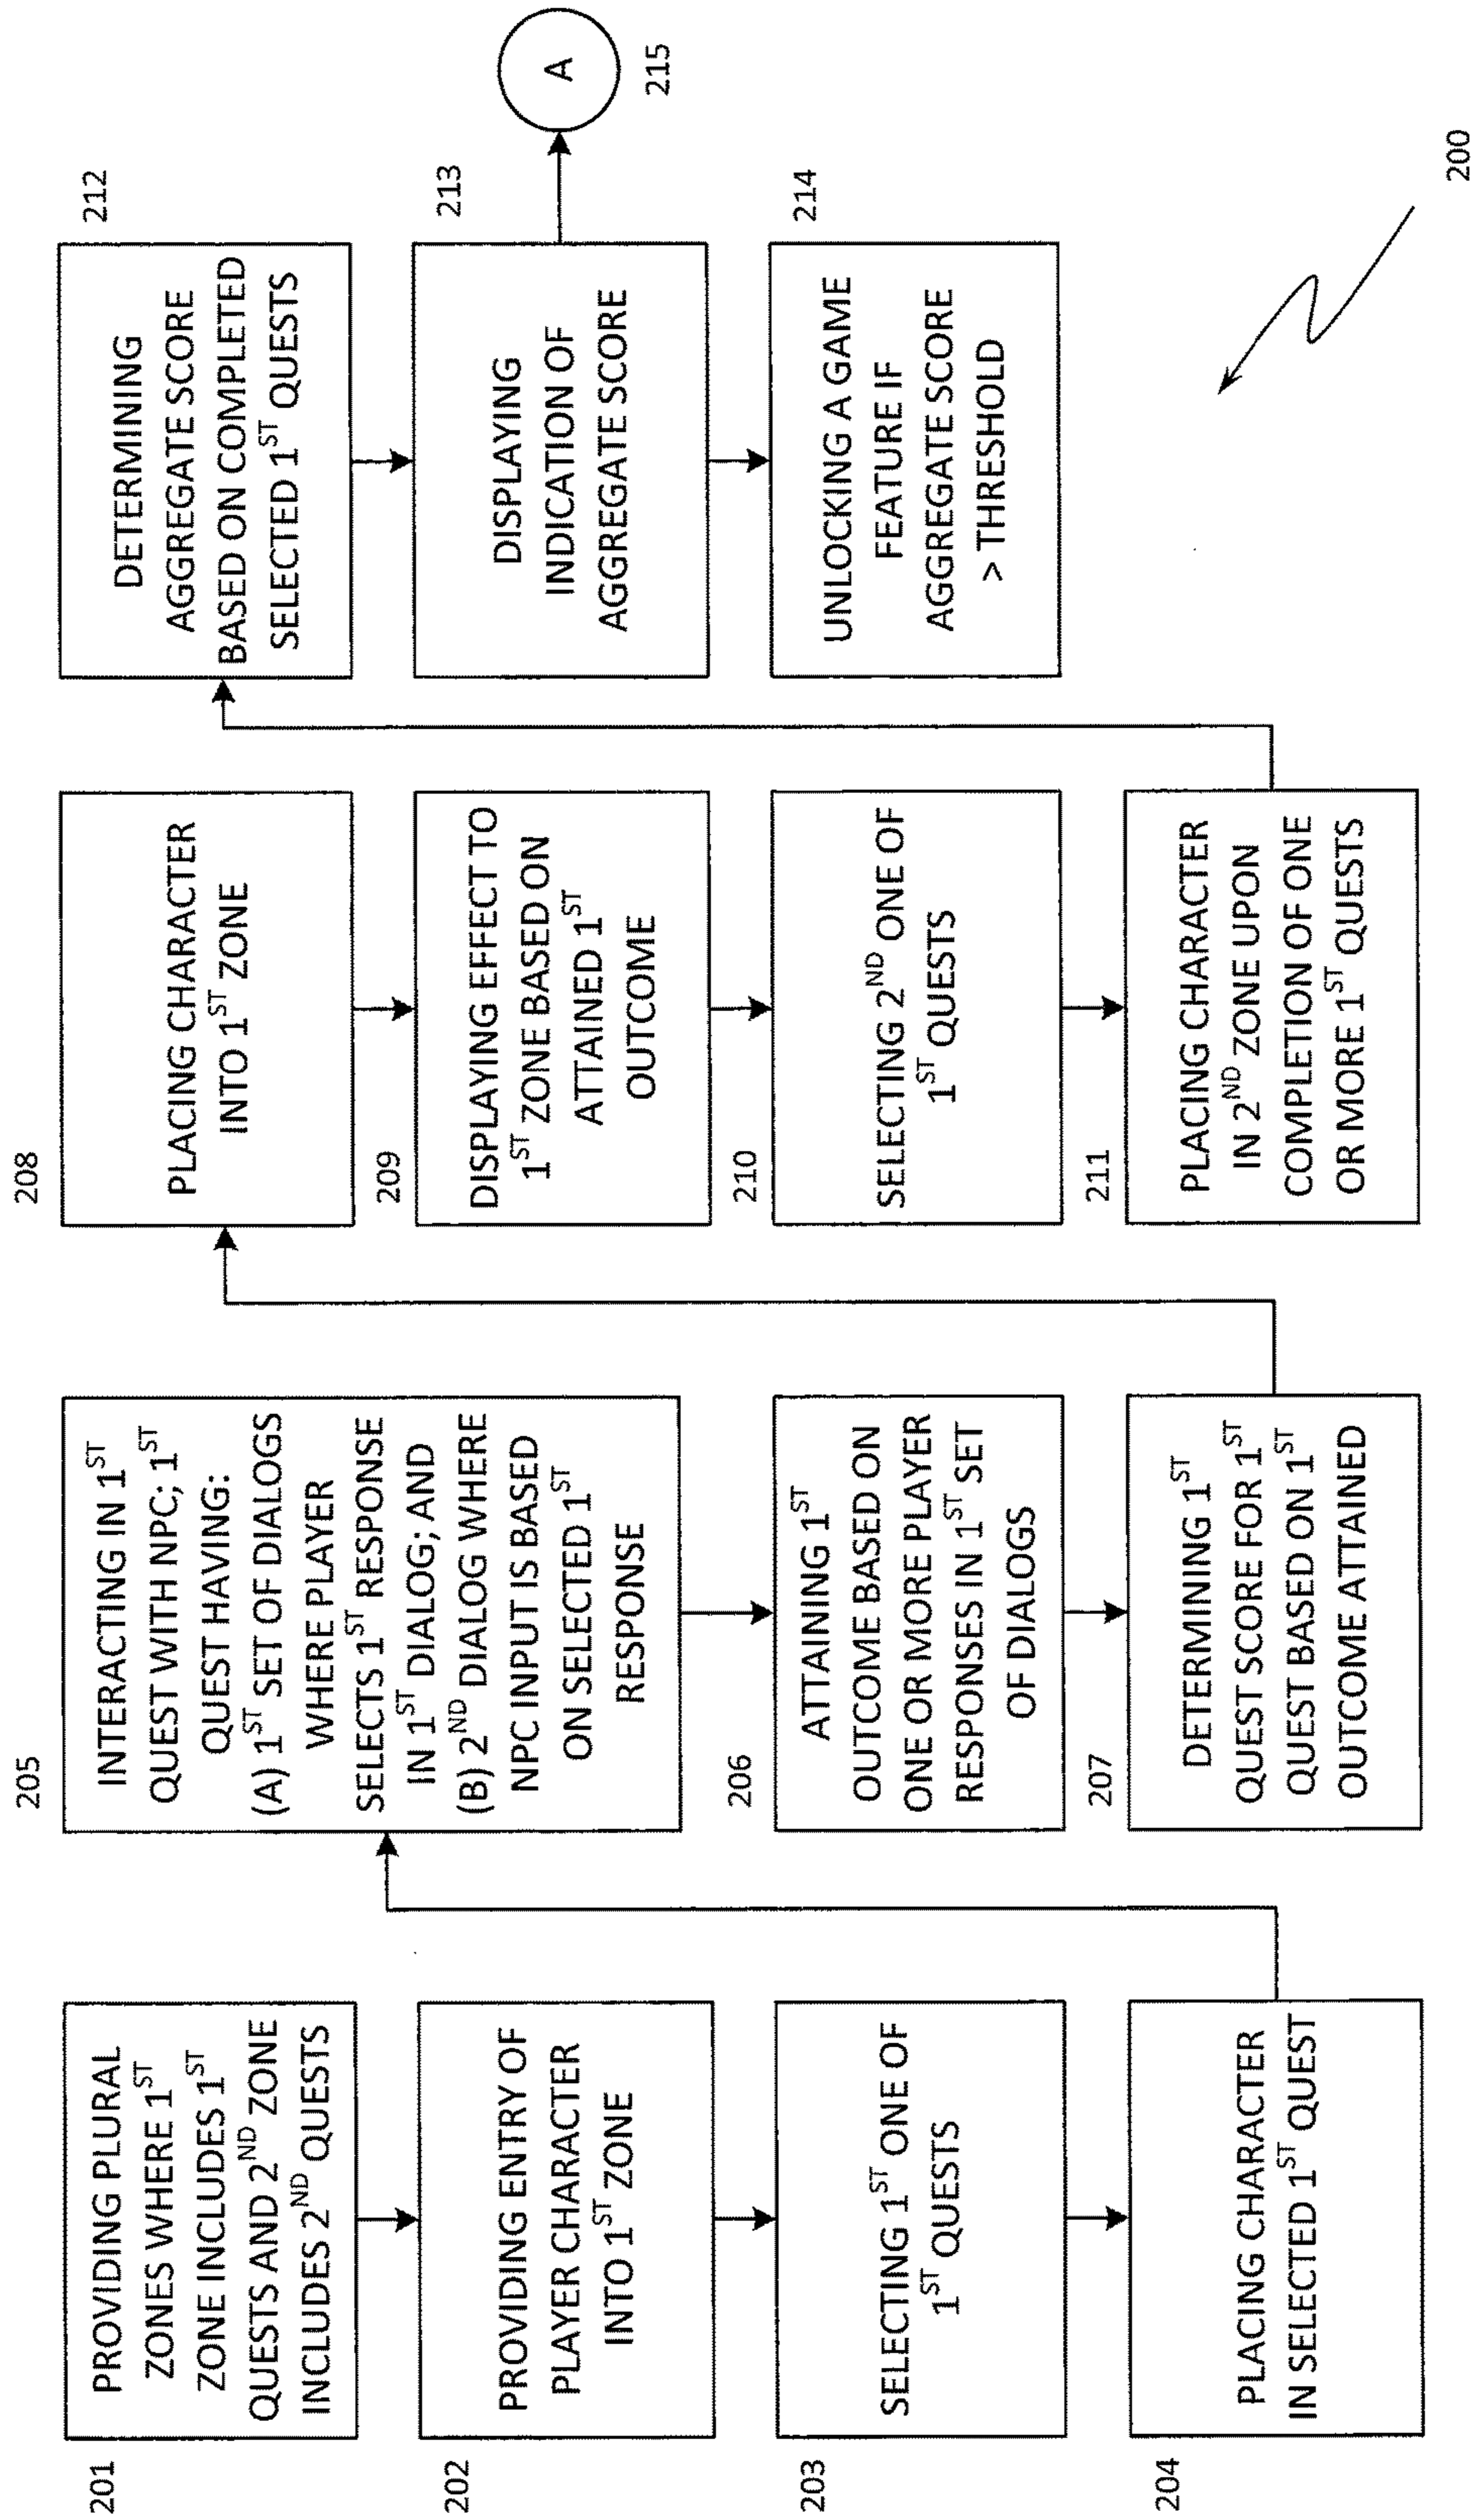 201
PROVIDING PLURAL
ZONES WHERE 1ST
ZONE INCLUDES 1ST
QUESTS AND 2ND ZONE
INCLUDES 2ND QUESTS
202
PROVIDING ENTRY OF
PLAYER CHARACTER
INTO 1ST ZONE
203
SELECTING 1ST ONE OF
1ST QUESTS
204
PLACING CHARACTER
IN SELECTED 1ST QUEST
205
INTERACTING IN 1ST
QUEST WITH NPC; 1ST
QUEST HAVING:
(A) 1ST SET OF DIALOGS
WHERE PLAYER
SELECTS 1ST RESPONSE
IN 1ST DIALOG; AND
(B) 2ND DIALOG WHERE
NPC INPUT IS BASED
ON SELECTED 1ST
RESPONSE
206
ATTAINING 1ST
OUTCOME BASED ON
ONE OR MORE PLAYER
RESPONSES IN 1ST SET
OF DIALOGS
207
DETERMINING 1ST
QUEST SCORE FOR 1ST
QUEST BASED ON 1ST
OUTCOME ATTAINED
208
PLACING CHARACTER
INTO 1ST ZONE
209
DISPLAYING EFFECT TO
1ST ZONE BASED ON
ATTAINED 1ST
OUTCOME
210
SELECTING 2ND ONE OF
1ST QUESTS
211
PLACING CHARACTER
IN 2ND ZONE UPON
COMPLETION OF ONE
OR MORE 1ST QUESTS
212
DETERMINING
AGGREGATE SCORE
BASED ON COMPLETED
SELECTED 1ST QUESTS
213
DISPLAYING
INDICATION OF
AGGREGATE SCORE
214
UNLOCKING A GAME
FEATURE IF
AGGREGATE SCORE
> THRESHOLD
A
215
200